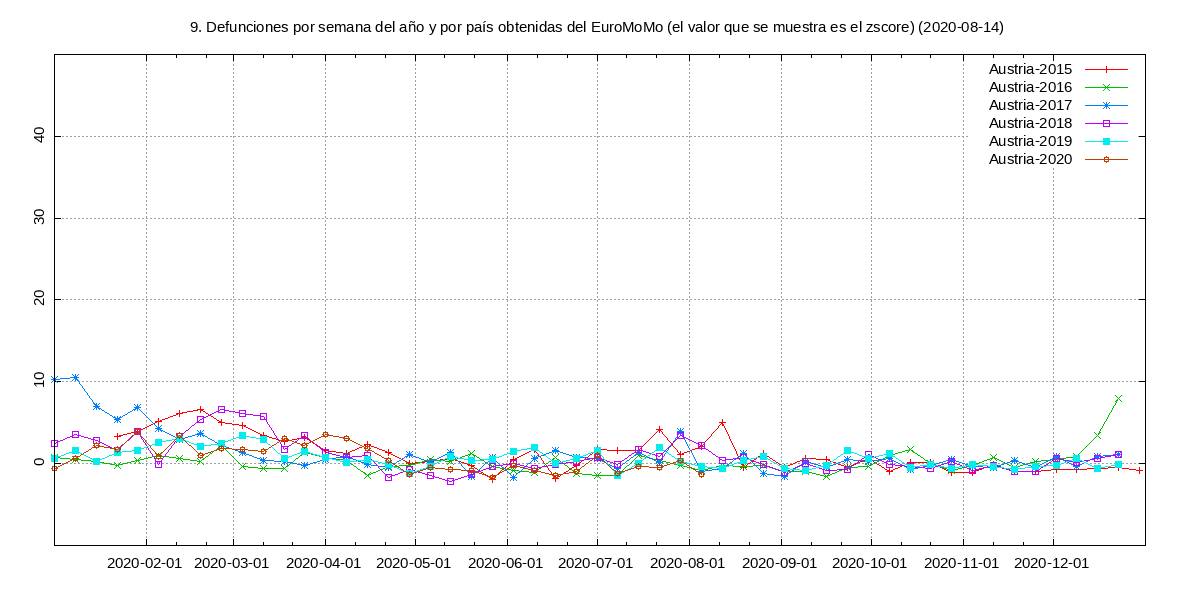 9. Defunciones por semana del año y por país obtenidas del EuroMoMo (el valor que se muestra es el zscore) (2020-08-14)
Austria-2015
Austria-2016
Austria-2017
Austria-2018
Austria-2019
Austria-2020
40
30
20
10
0
2020-02-01 2020-03-01 2020-04-01 2020-05-01 2020-06-01 2020-07-01 2020-08-01 2020-09-01 2020-10-01 2020-11-01 2020-12-01